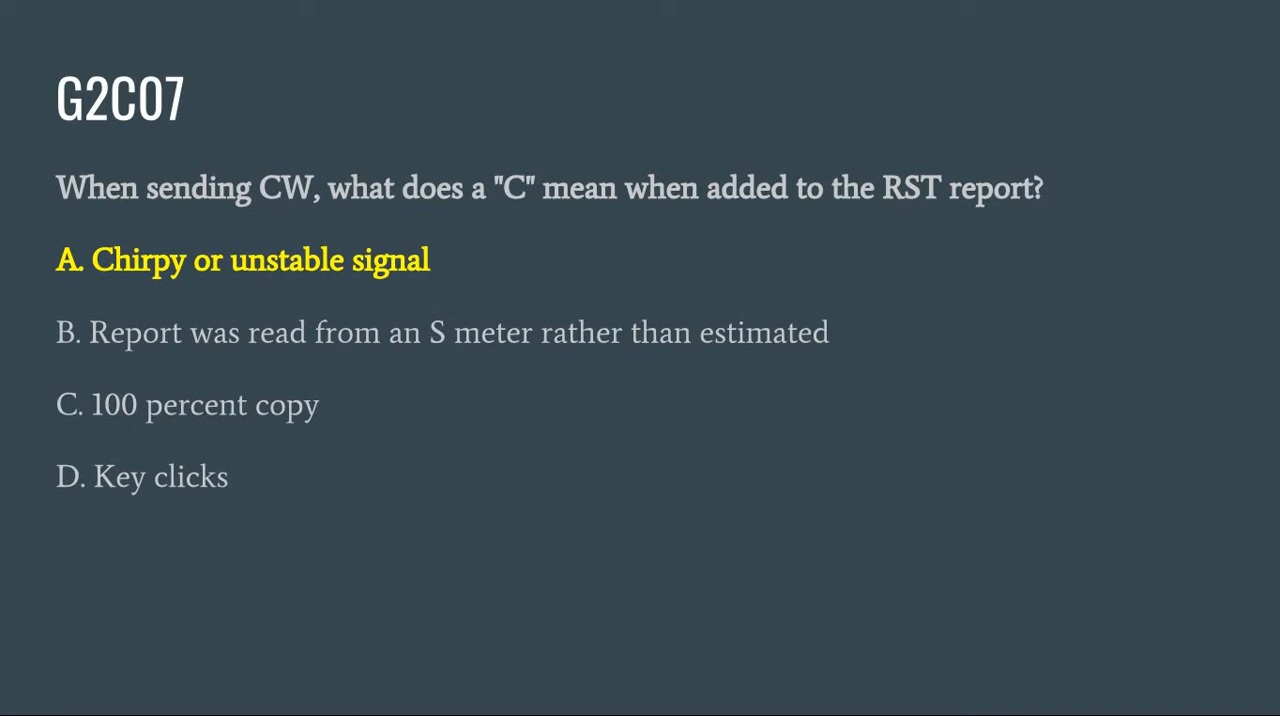 G2C07
When sending CW, what does a "C" mean when added to the RST report?
A. Chirpy or unstable signal
B. Report was read from an S meter rather than estimated
C. 100 percent copy
D. Key clicks